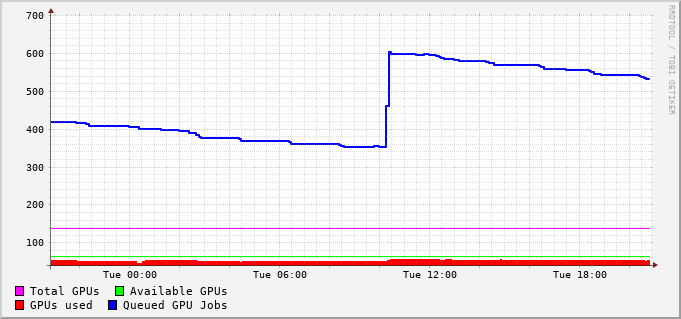 700
600
500
400
300
200
100
Tue 00:00 Tue 06:00 Tue 12:00 Tue 18:00
Total GPUs Available GPUs
GPUs used Queued GPU Jobs
RRDTOOL / TOBI OETIKER